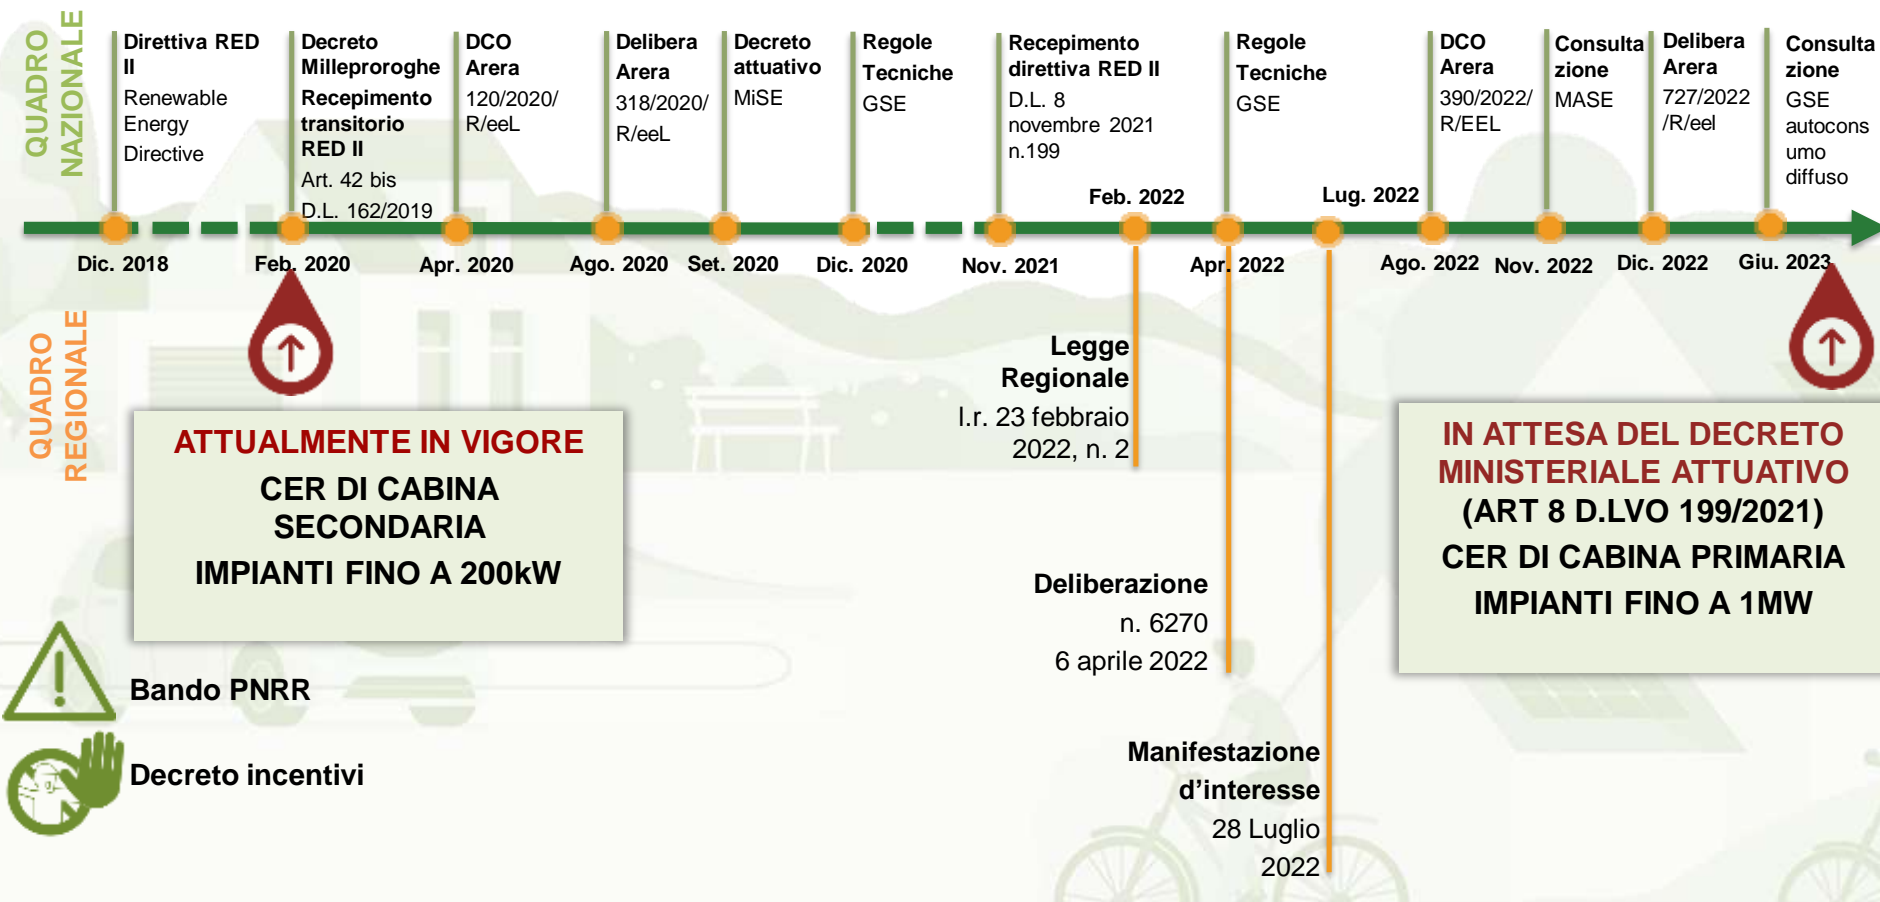 QUADRO
NAZIONALE
Direttiva RED
II
Renewable
Energy
Directive
Decreto
Milleproroghe
Recepimento
transitorio
RED II
Art. 42 bis
D.L. 162/2019
DCO
Arera
120/2020/
R/eeL
Delibera
Arera
318/2020/
R/eeL
Decreto
attuativo
MiSE
Regole
Tecniche
GSE
Recepimento
direttiva RED II
D.L. 8
novembre 2021
n.199
Regole
Tecniche
GSE
DCO
Arera
390/2022/
R/EEL
Consulta
zione
MASE
Delibera
Arera
727/2022
/R/eel
Consulta
zione
GSE
autocons
umo
diffuso
Feb. 2022
Lug. 2022
Dic. 2018
Feb. 2020
Apr. 2020
Ago. 2020
Set. 2020
Dic. 2020
Nov. 2021
Apr. 2022
Ago. 2022
Nov. 2022
Dic. 2022
Giu. 2023
QUADRO
REGIONALE
ATTUALMENTE IN VIGORE
CER DI CABINA
SECONDARIA
IMPIANTI FINO A 200kW
Legge
Regionale
l.r. 23 febbraio
2022, n. 2
Deliberazione
n. 6270
6 aprile 2022
Manifestazione
d’interesse
28 Luglio
2022
IN ATTESA DEL DECRETO
MINISTERIALE ATTUATIVO
(ART 8 D.LVO 199/2021)
CER DI CABINA PRIMARIA
IMPIANTI FINO A 1MW
Bando PNRR
Decreto incentivi